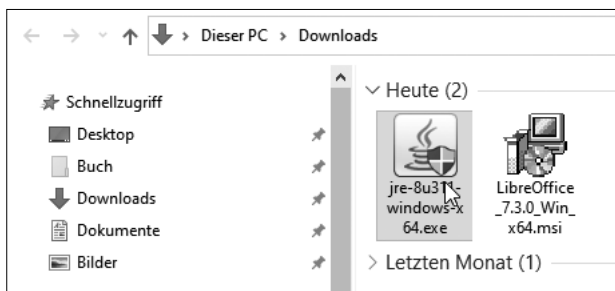 Dieser PC > Downloads
Schnellzugriff
Desktop
Buch
Downloads
Dokumente
Bilder
Heute (2)
jre-8u311-
windows-x
64.exe
LibreOffice
_7.3.0_Win_
x64.msi
Letzten Monat (1)